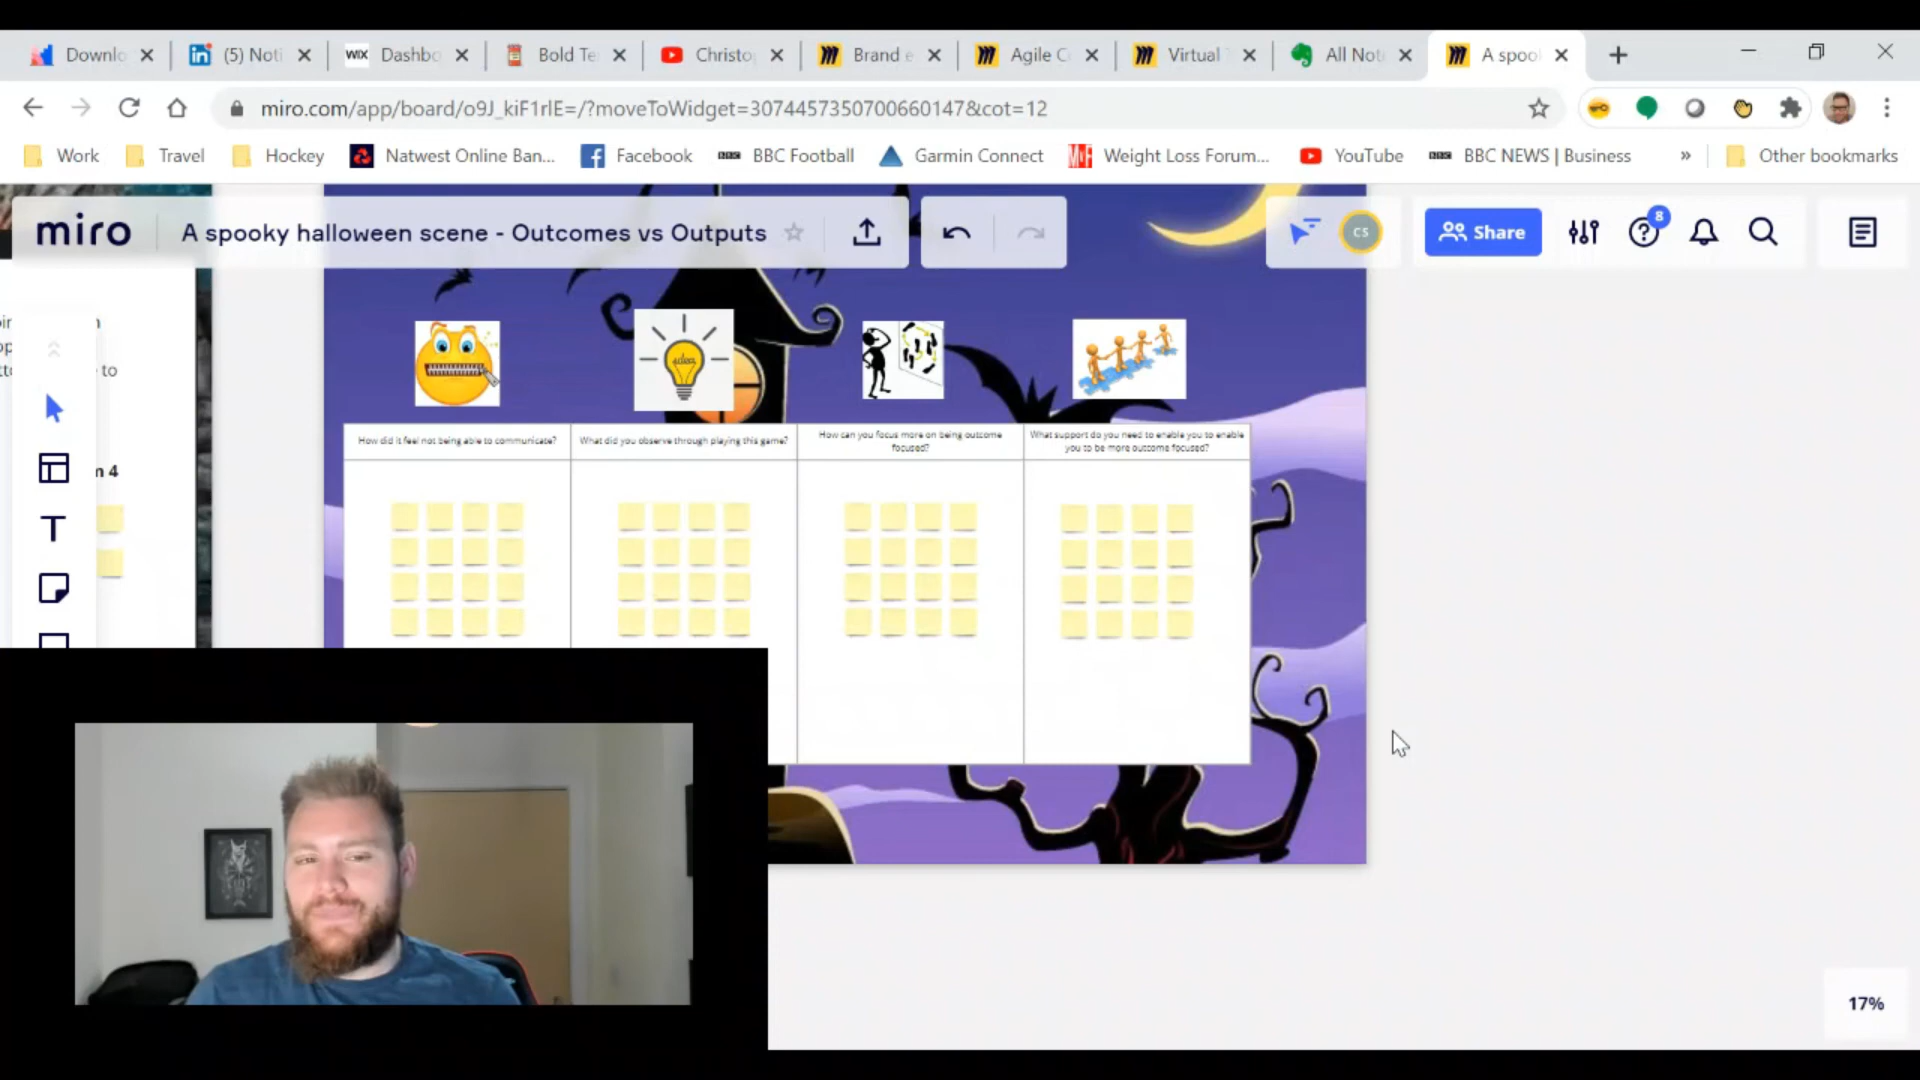 Downlo
(5) Noti
WIX Dashbo
Bold Te
Christo
Brand e
Agile C
Virtual T
All Not
A spoo
miro.com/app/board/o9J_kiF1rlE=/?moveToWidget=3074457350700660147&cot=12
Work
Travel
Hockey
Natwest Online Ban...
Facebook
BBC Football
Garmin Connect
Weight Loss Forum...
YouTube
BBC NEWS | Business
»
Other bookmarks
miro
A spooky halloween scene - Outcomes vs Outputs
CS
Share
8
to
m 4
T
idea
How did it feel not being able to communicate?
What did you observe through playing this game?
How can you focus more on being outcome
focused?
What support do you need to enable you to enable
you to be more outcome focused?
17%